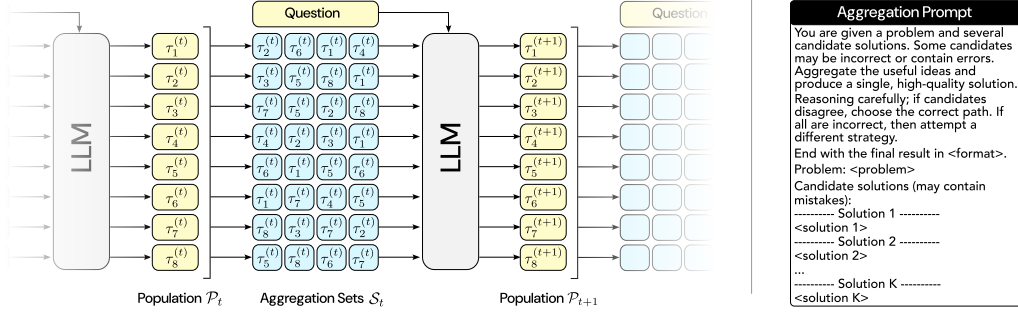 Question
Question
LLM
τ₁^(t)
τ₂^(t)
τ₃^(t)
τ₄^(t)
τ₅^(t)
τ₆^(t)
τ₇^(t)
τ₈^(t)
τ₂^(t) τ₆^(t) τ₁^(t) τ₄^(t)
τ₃^(t) τ₅^(t) τ₈^(t) τ₁^(t)
τ₇^(t) τ₅^(t) τ₂^(t) τ₈^(t)
τ₄^(t) τ₂^(t) τ₃^(t) τ₁^(t)
τ₆^(t) τ₁^(t) τ₅^(t) τ₆^(t)
τ₁^(t) τ₇^(t) τ₄^(t) τ₅^(t)
τ₈^(t) τ₃^(t) τ₇^(t) τ₂^(t)
τ₅^(t) τ₈^(t) τ₆^(t) τ₇^(t)
LLM
τ₁^(t+1)
τ₂^(t+1)
τ₃^(t+1)
τ₄^(t+1)
τ₅^(t+1)
τ₆^(t+1)
τ₇^(t+1)
τ₈^(t+1)
Population 𝒫ₜ
Aggregation Sets 𝒮ₜ
Population 𝒫ₜ₊₁
Aggregation Prompt
You are given a problem and several
candidate solutions. Some candidates
may be incorrect or contain errors.
Aggregate the useful ideas and
produce a single, high-quality solution.
Reasoning carefully; if candidates
disagree, choose the correct path. If
all are incorrect, then attempt a
different strategy.
End with the final result in <format>.
Problem: <problem>
Candidate solutions (may contain
mistakes):
---------- Solution 1 ----------
<solution 1>
---------- Solution 2 ----------
<solution 2>
...
---------- Solution K ----------
<solution K>